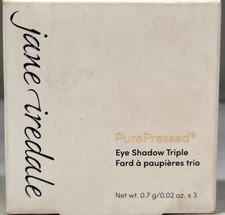 jane iredale
PurePressed®
Eye Shadow Triple
Fard à paupières trio
Net wt. 0.7 g/0.02 oz. x 3